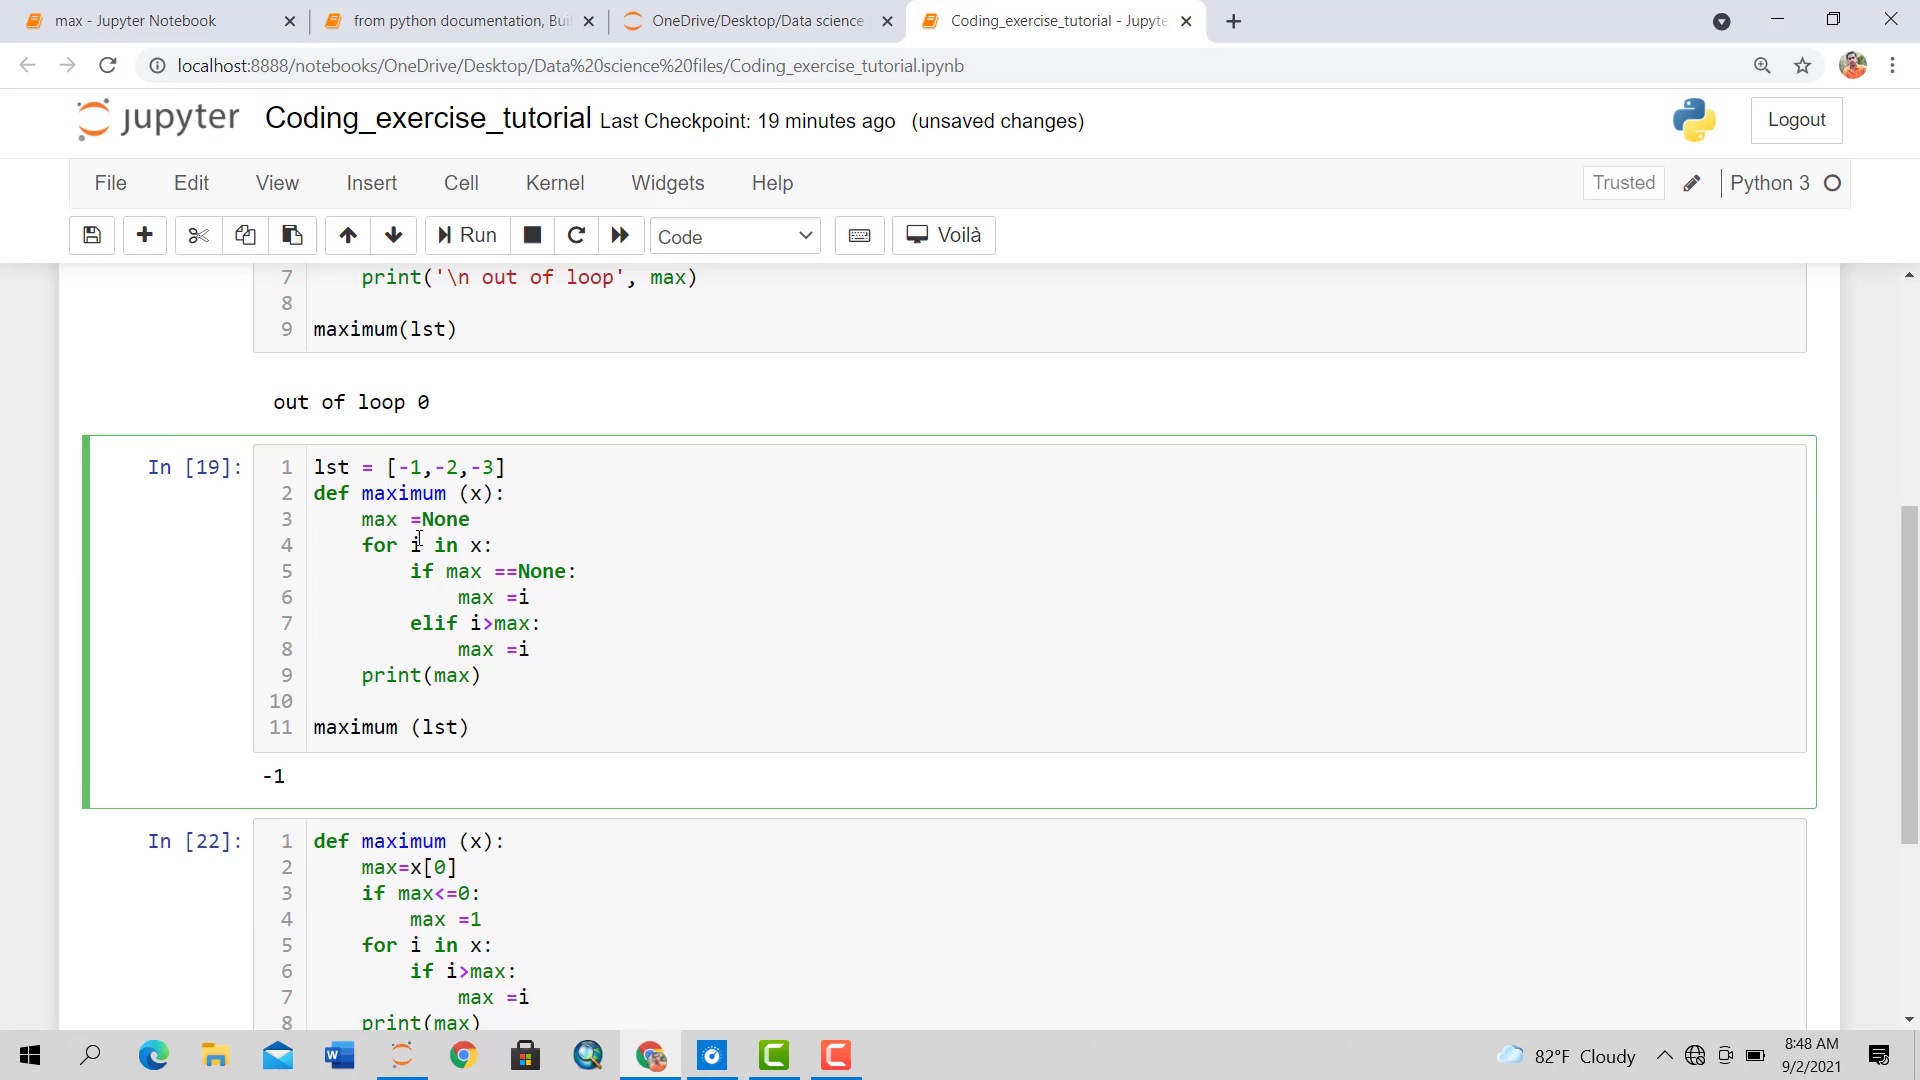 max - Jupyter Notebook
from python documentation, Bui
OneDrive/Desktop/Data science
Coding_exercise_tutorial - Jupyte
localhost:8888/notebooks/OneDrive/Desktop/Data%20science%20files/Coding_exercise_tutorial.ipynb
jupyter Coding_exercise_tutorial Last Checkpoint: 19 minutes ago (unsaved changes) Logout
File Edit View Insert Cell Kernel Widgets Help Trusted Python 3
Run Code Voilà
7 print('\n out of loop', max)
8
9 maximum(lst)
out of loop 0
In [19]:
1 lst = [-1,-2,-3]
2 def maximum (x):
3 max =None
4 for i in x:
5 if max ==None:
6 max =i
7 elif i>max:
8 max =i
9 print(max)
10
11 maximum (lst)
-1
In [22]:
1 def maximum (x):
2 max=x[0]
3 if max<=0:
4 max =1
5 for i in x:
6 if i>max:
7 max =i
8 print(max)
82°F Cloudy
8:48 AM
9/2/2021